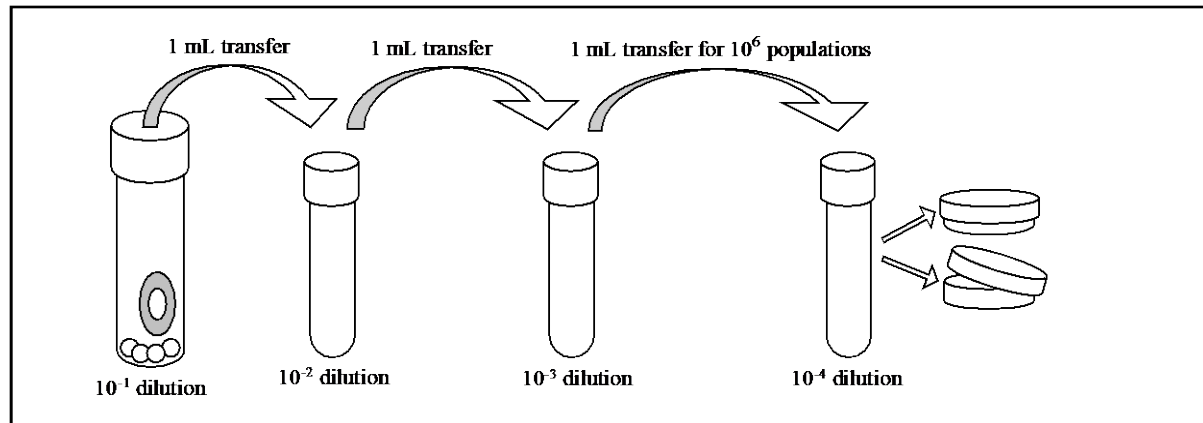 1 mL transfer
1 mL transfer
1 mL transfer for 10⁶ populations
10⁻¹ dilution
10⁻² dilution
10⁻³ dilution
10⁻⁴ dilution